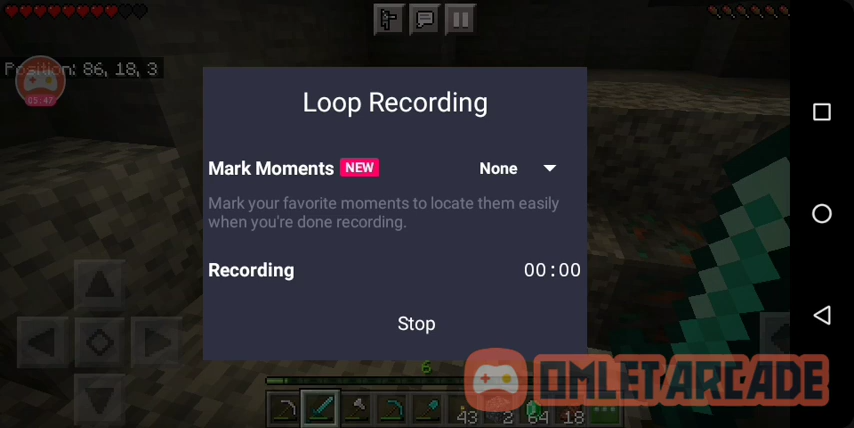 Position: 86, 18, 3
05:47
Loop Recording
Mark Moments NEW None
Mark your favorite moments to locate them easily
when you're done recording.
Recording 00:00
Stop
6
OMLET ARCADE
43 2 64 18